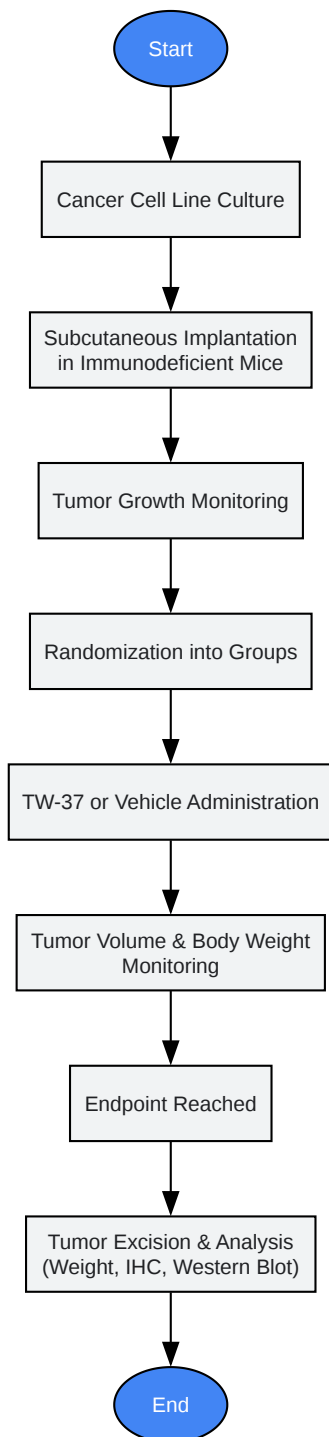 Start
Cancer Cell Line Culture
Subcutaneous Implantation
in Immunodeficient Mice
Tumor Growth Monitoring
Randomization into Groups
TW-37 or Vehicle Administration
Tumor Volume & Body Weight
Monitoring
Endpoint Reached
Tumor Excision & Analysis
(Weight, IHC, Western Blot)
End